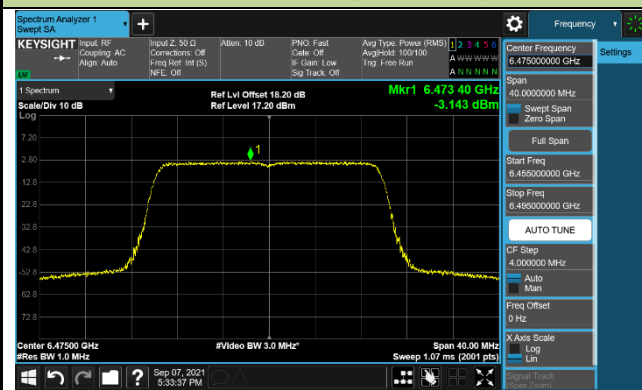 Spectrum Analyzer 1
Swept SA
+
Frequency
KEYSIGHT
Input: RF
Coupling: AC
Align: Auto
Input Z: 50 Ω
Corrections: Off
Freq Ref: Int (S)
NFE: Off
Atten: 10 dB
PNO: Fast
Gate: Off
IF Gain: Low
Sig Track: Off
Avg Type: Power (RMS)
Avg|Hold: 100/100
Trig: Free Run
1 2 3 4 5 6
A W W W W W
A N N N N N
LM
1 Spectrum
Scale/Div 10 dB
Log
Ref Lvl Offset 18.20 dB
Ref Level 17.20 dBm
Mkr1 6.473 40 GHz
-3.143 dBm
1
7.20
-2.80
-12.8
-22.8
-32.8
-42.8
-52.8
-62.8
-72.8
Center 6.47500 GHz
#Res BW 1.0 MHz
#Video BW 3.0 MHz*
Span 40.00 MHz
Sweep 1.07 ms (2001 pts)
Center Frequency
6.475000000 GHz
Settings
Span
40.0000000 MHz
Swept Span
Zero Span
Full Span
Start Freq
6.455000000 GHz
Stop Freq
6.495000000 GHz
AUTO TUNE
CF Step
4.000000 MHz
Auto
Man
Freq Offset
0 Hz
X Axis Scale
Log
Lin
Signal Track
(Span Zoom)
?
Sep 07, 2021
5:33:37 PM